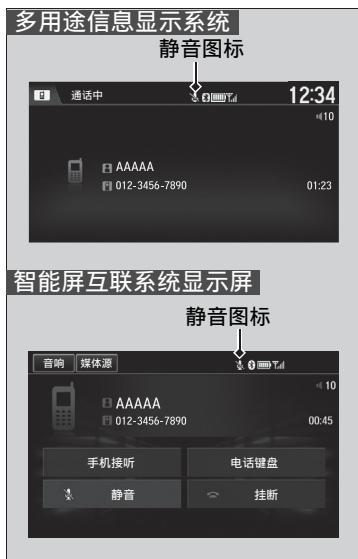 多用途信息显示系统
静音图标
通话中 12:34
10
AAAAA
012-3456-7890 01:23
智能屏互联系统显示屏
静音图标
音响 媒体源
10
AAAAA
012-3456-7890 00:45
手机接听 电话键盘
静音 挂断